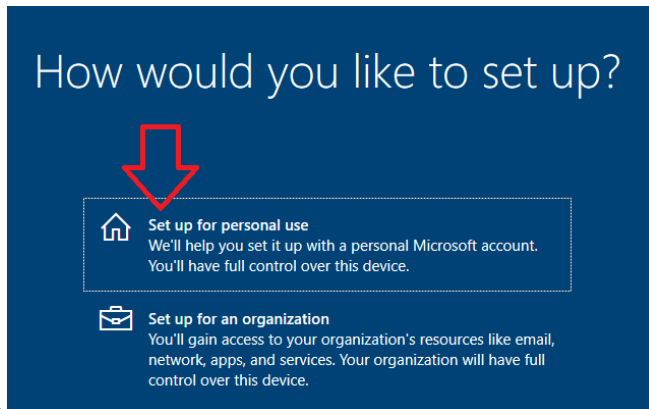 How would you like to set up?
Set up for personal use
We'll help you set it up with a personal Microsoft account.
You'll have full control over this device.
Set up for an organization
You'll gain access to your organization's resources like email,
network, apps, and services. Your organization will have full
control over this device.